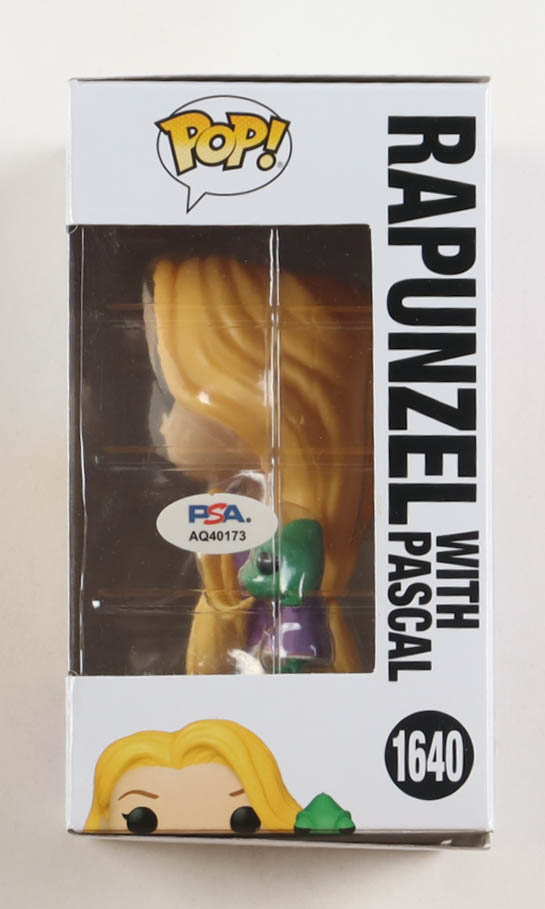 POP!
RAPUNZEL
WITH
PASCAL
PSA.
AQ40173
1640